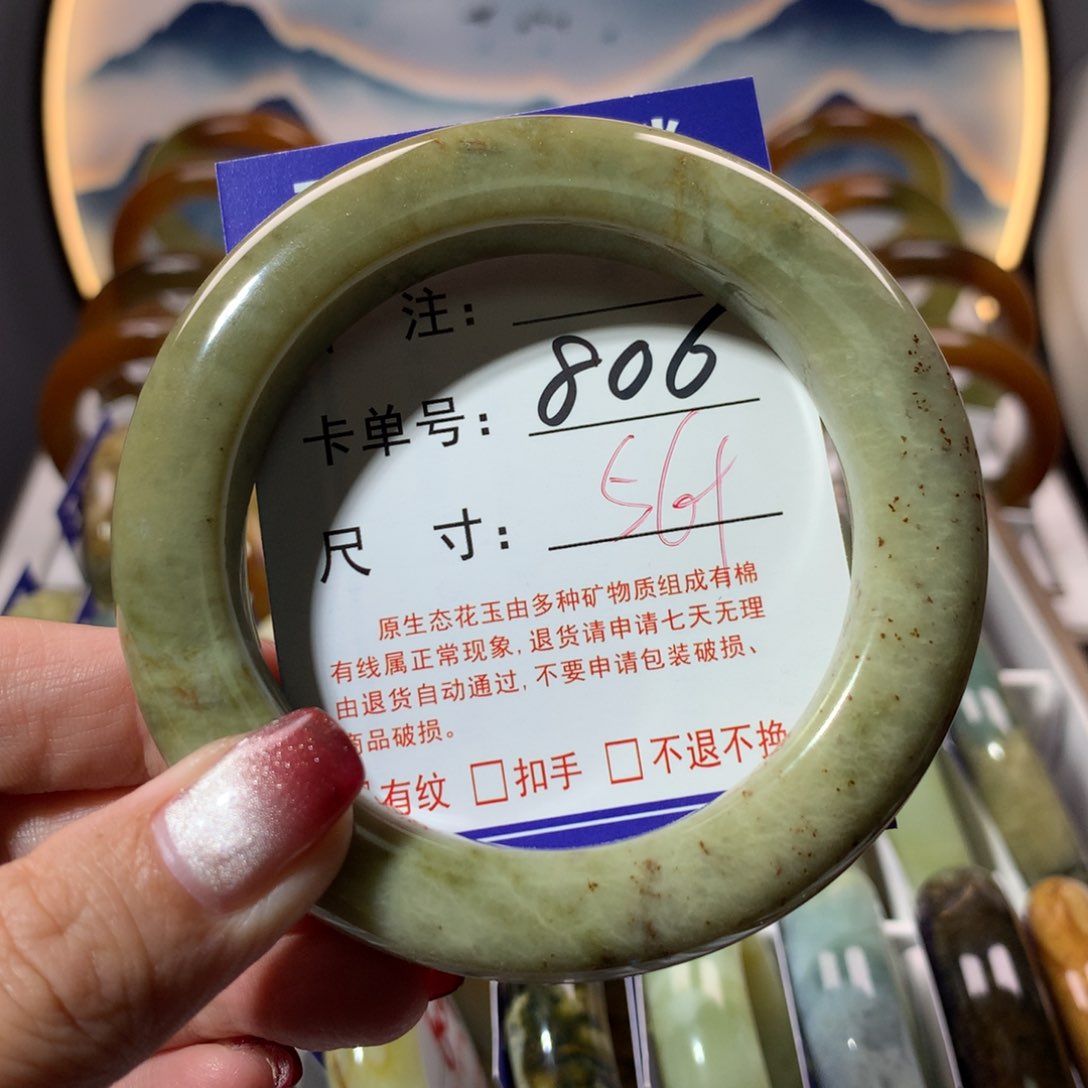 注：
卡单号： 806
尺 寸： 56
原生态花玉由多种矿物质组成有棉
有线属正常现象，退货请申请七天无理
由退货自动通过，不要申请包装破损、
商品破损。
有纹 □扣手 □不退不换